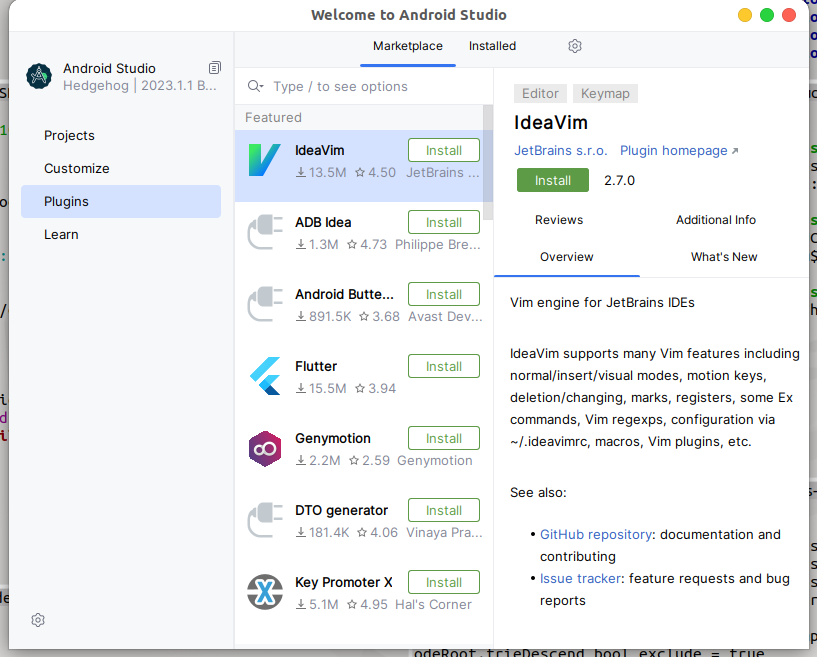 Welcome to Android Studio
Android Studio
Hedgehog | 2023.1.1 B...
Projects
Customize
Plugins
Learn
Marketplace
Installed
Type / to see options
Featured
IdeaVim
Install
13.5M 4.50 JetBrains ...
ADB Idea
Install
1.3M 4.73 Philippe Bre...
Android Butte...
Install
891.5K 3.68 Avast Dev...
Flutter
Install
15.5M 3.94
Genymotion
Install
2.2M 2.59 Genymotion
DTO generator
Install
181.4K 4.06 Vinaya Pra...
Key Promoter X
Install
5.1M 4.95 Hal's Corner
Editor Keymap
IdeaVim
JetBrains s.r.o. Plugin homepage ↗
Install 2.7.0
Reviews Additional Info
Overview What's New
Vim engine for JetBrains IDEs
IdeaVim supports many Vim features including
normal/insert/visual modes, motion keys,
deletion/changing, marks, registers, some Ex
commands, Vim regexps, configuration via
~/.ideavimrc, macros, Vim plugins, etc.
See also:
• GitHub repository: documentation and
contributing
• Issue tracker: feature requests and bug
reports
odeRoot.trieDescend bool exclude = true